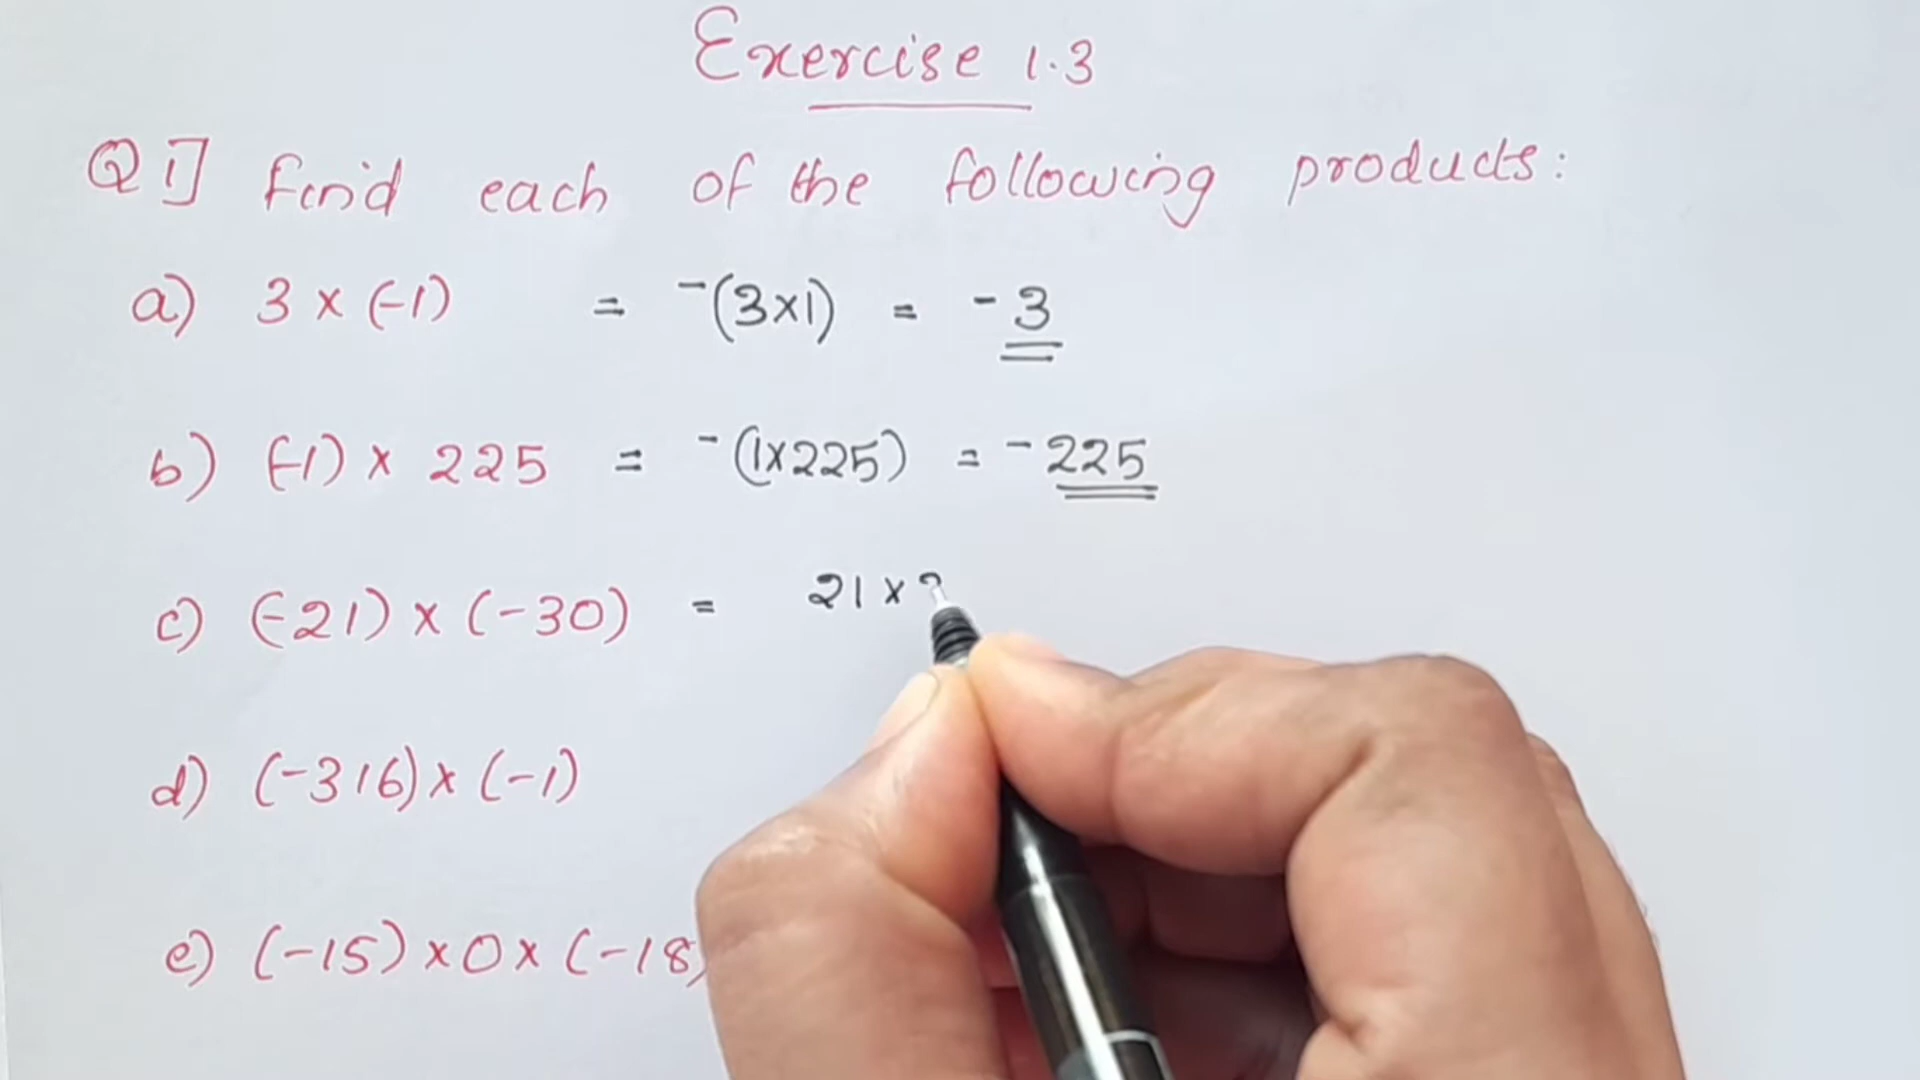 Exercise 1.3
Q1] Find each of the following products:
a) 3 × (-1) = -(3×1) = -3
b) (-1) × 225 = -(1×225) = -225
c) (-21) × (-30) = 21 ×
d) (-316) × (-1)
e) (-15) × 0 × (-18)